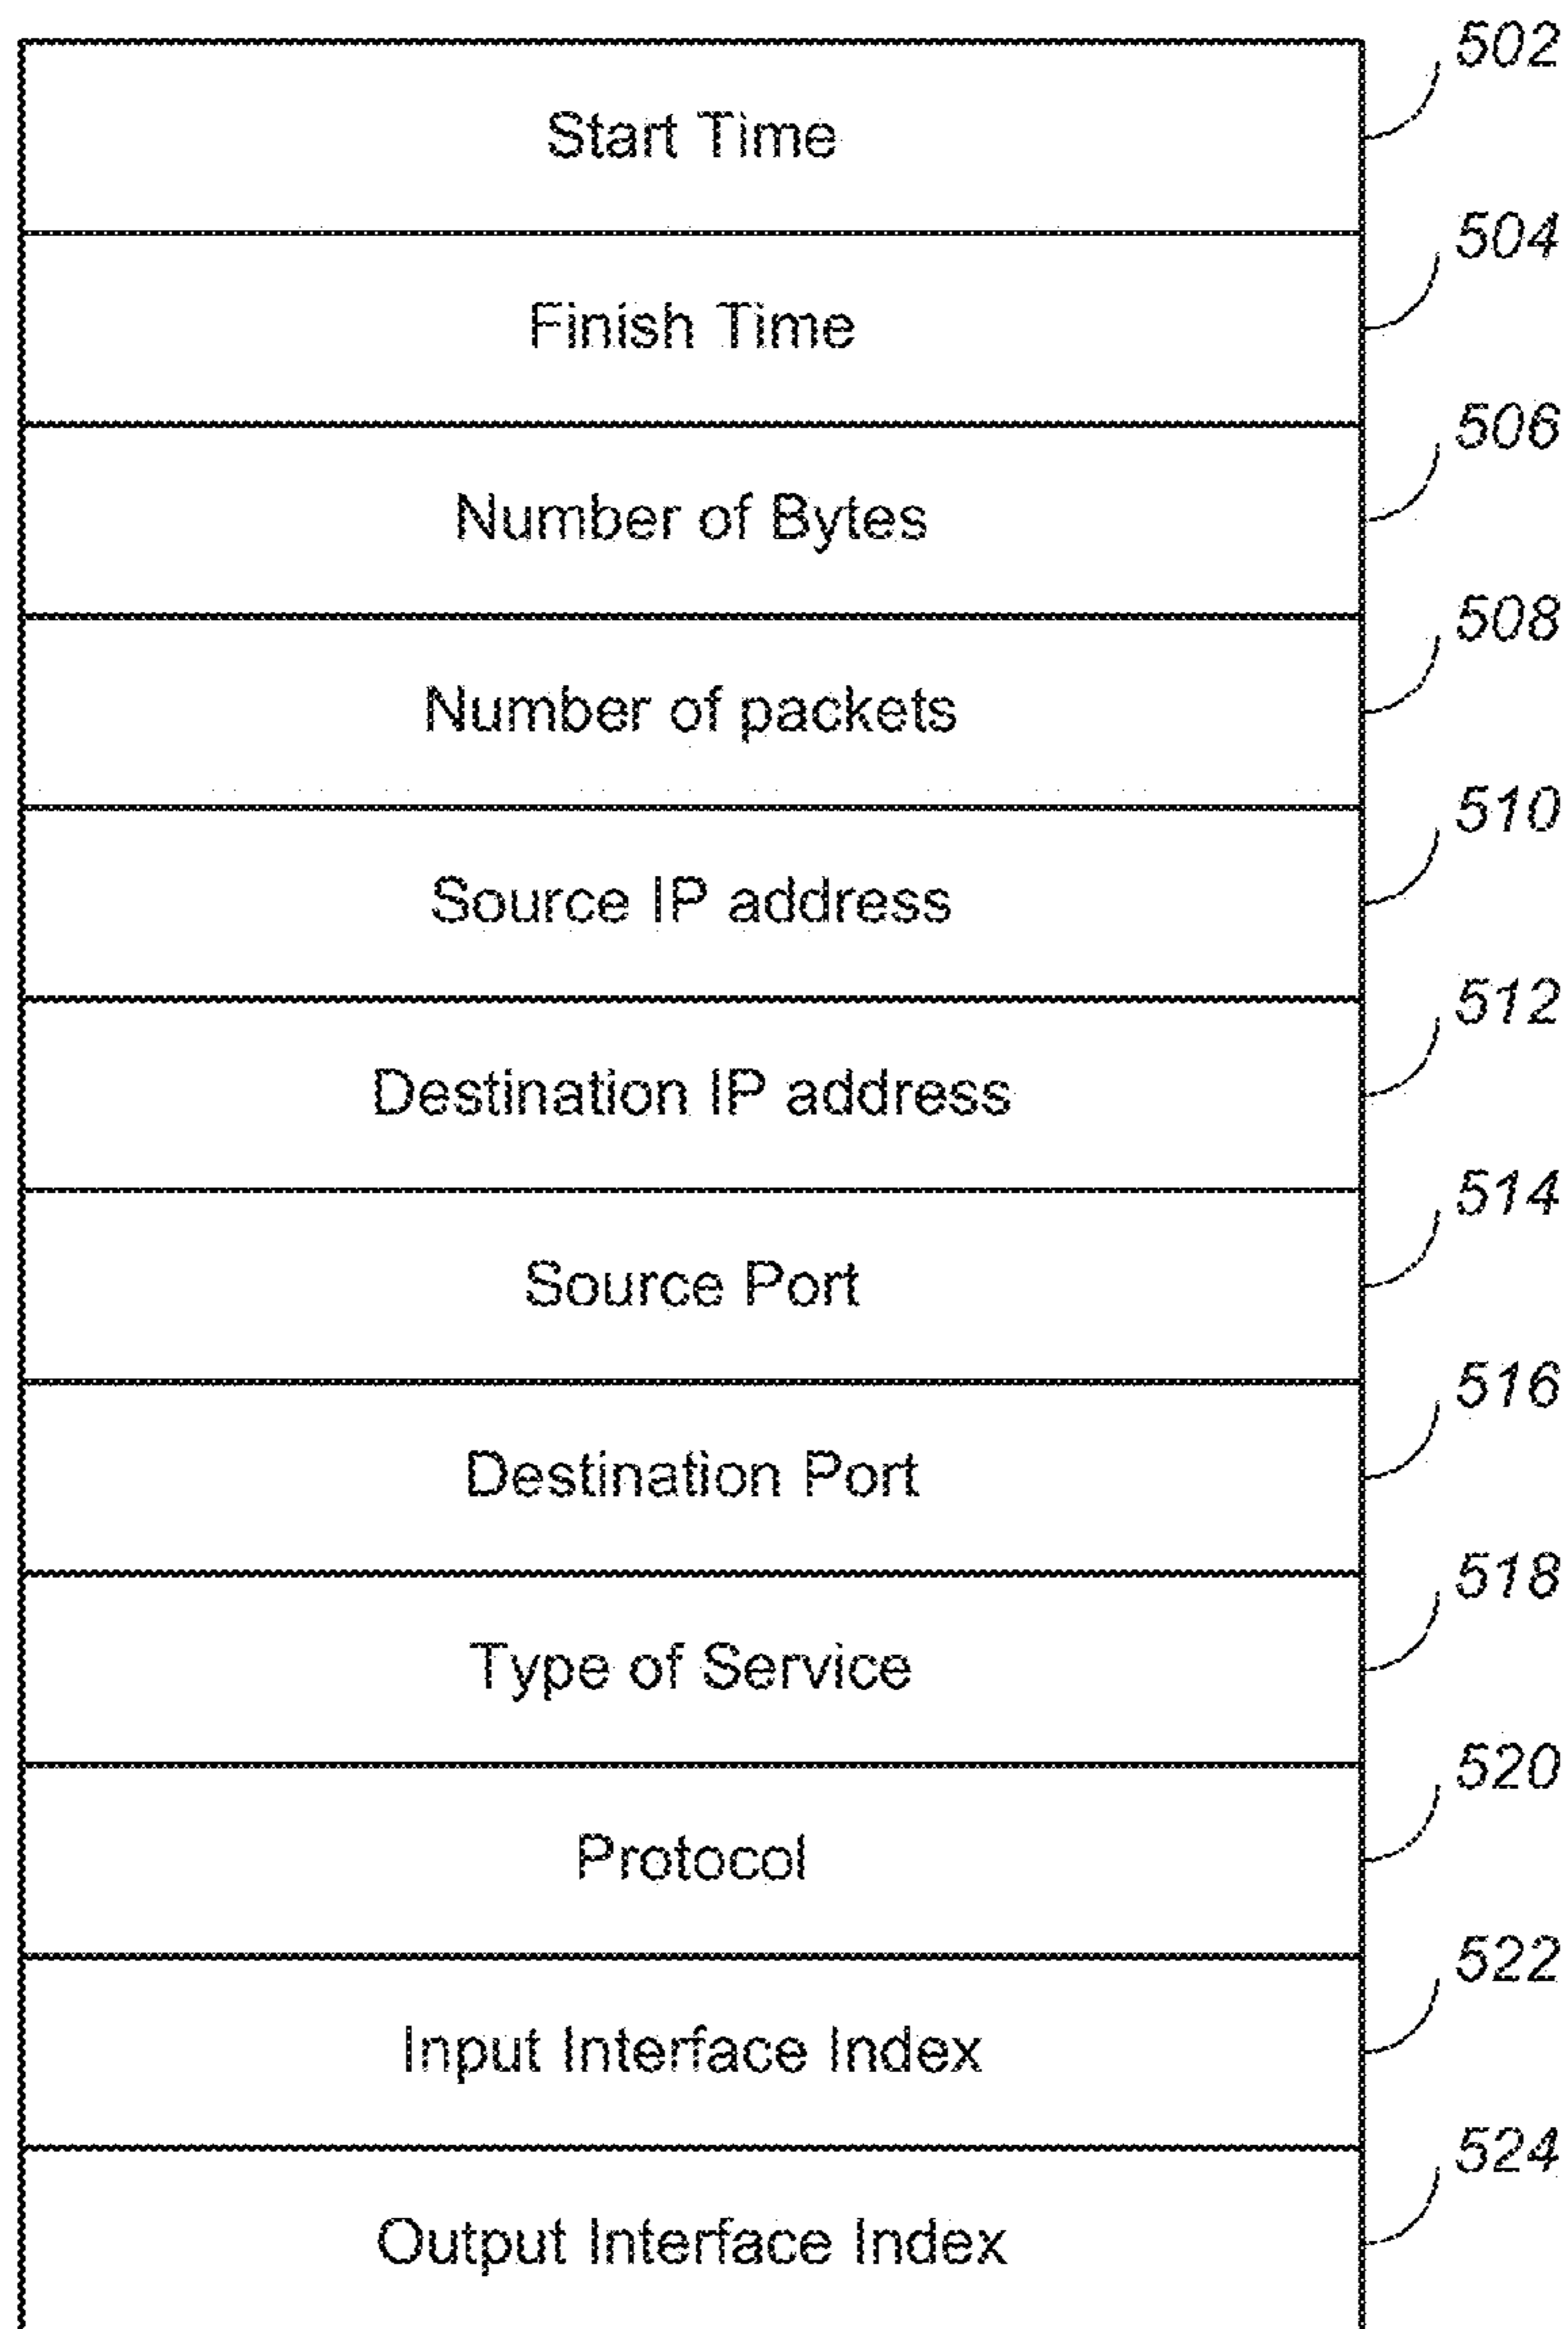 502
Start Time
504
Finish Time
506
Number of Bytes
508
Number of packets
510
Source IP address
512
Destination IP address
514
Source Port
516
Destination Port
518
Type of Service
520
Protocol
522
Input Interface Index
524
Output Interface Index